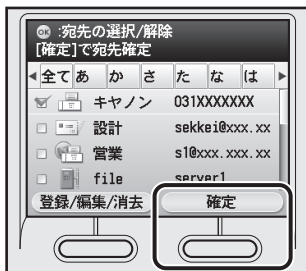 OK :宛先の選択/解除
[確定]で宛先確定
全て あ か さ た な は
キヤノン 031XXXXXXX
設計 sekkei@xxx.xx
営業 s1@xxx.xxx.xx
file server1
登録/編集/消去 確定